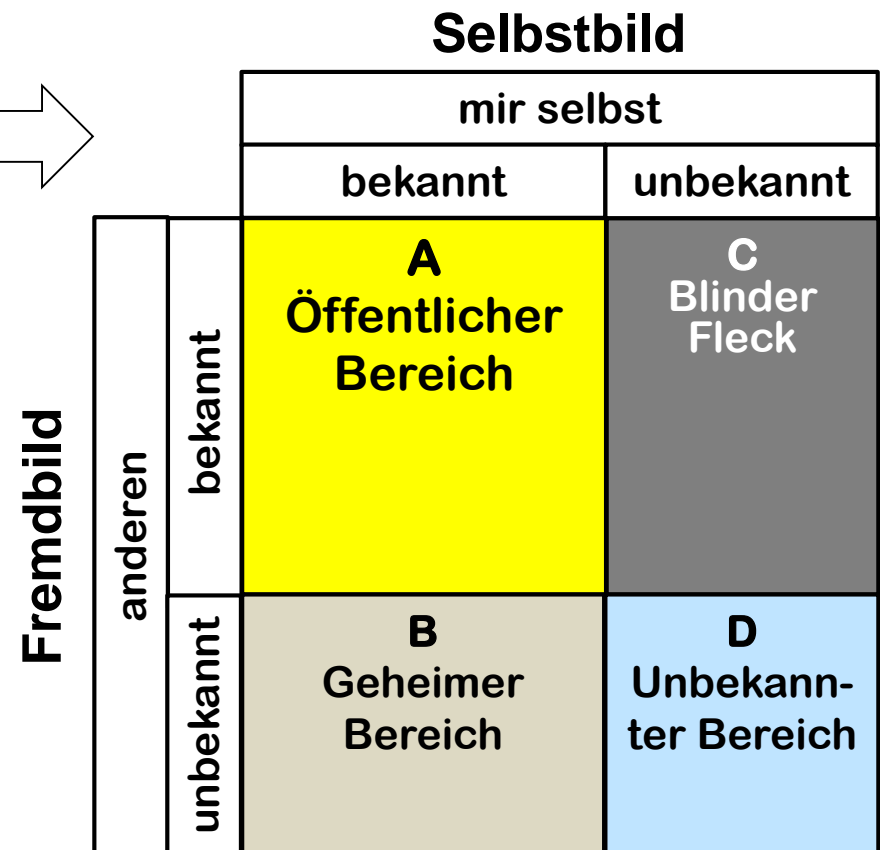 Selbstbild
mir selbst
bekannt
unbekannt
Fremdbild
anderen
bekannt
A
Öffentlicher
Bereich
C
Blinder
Fleck
unbekannt
B
Geheimer
Bereich
D
Unbekann-
ter Bereich